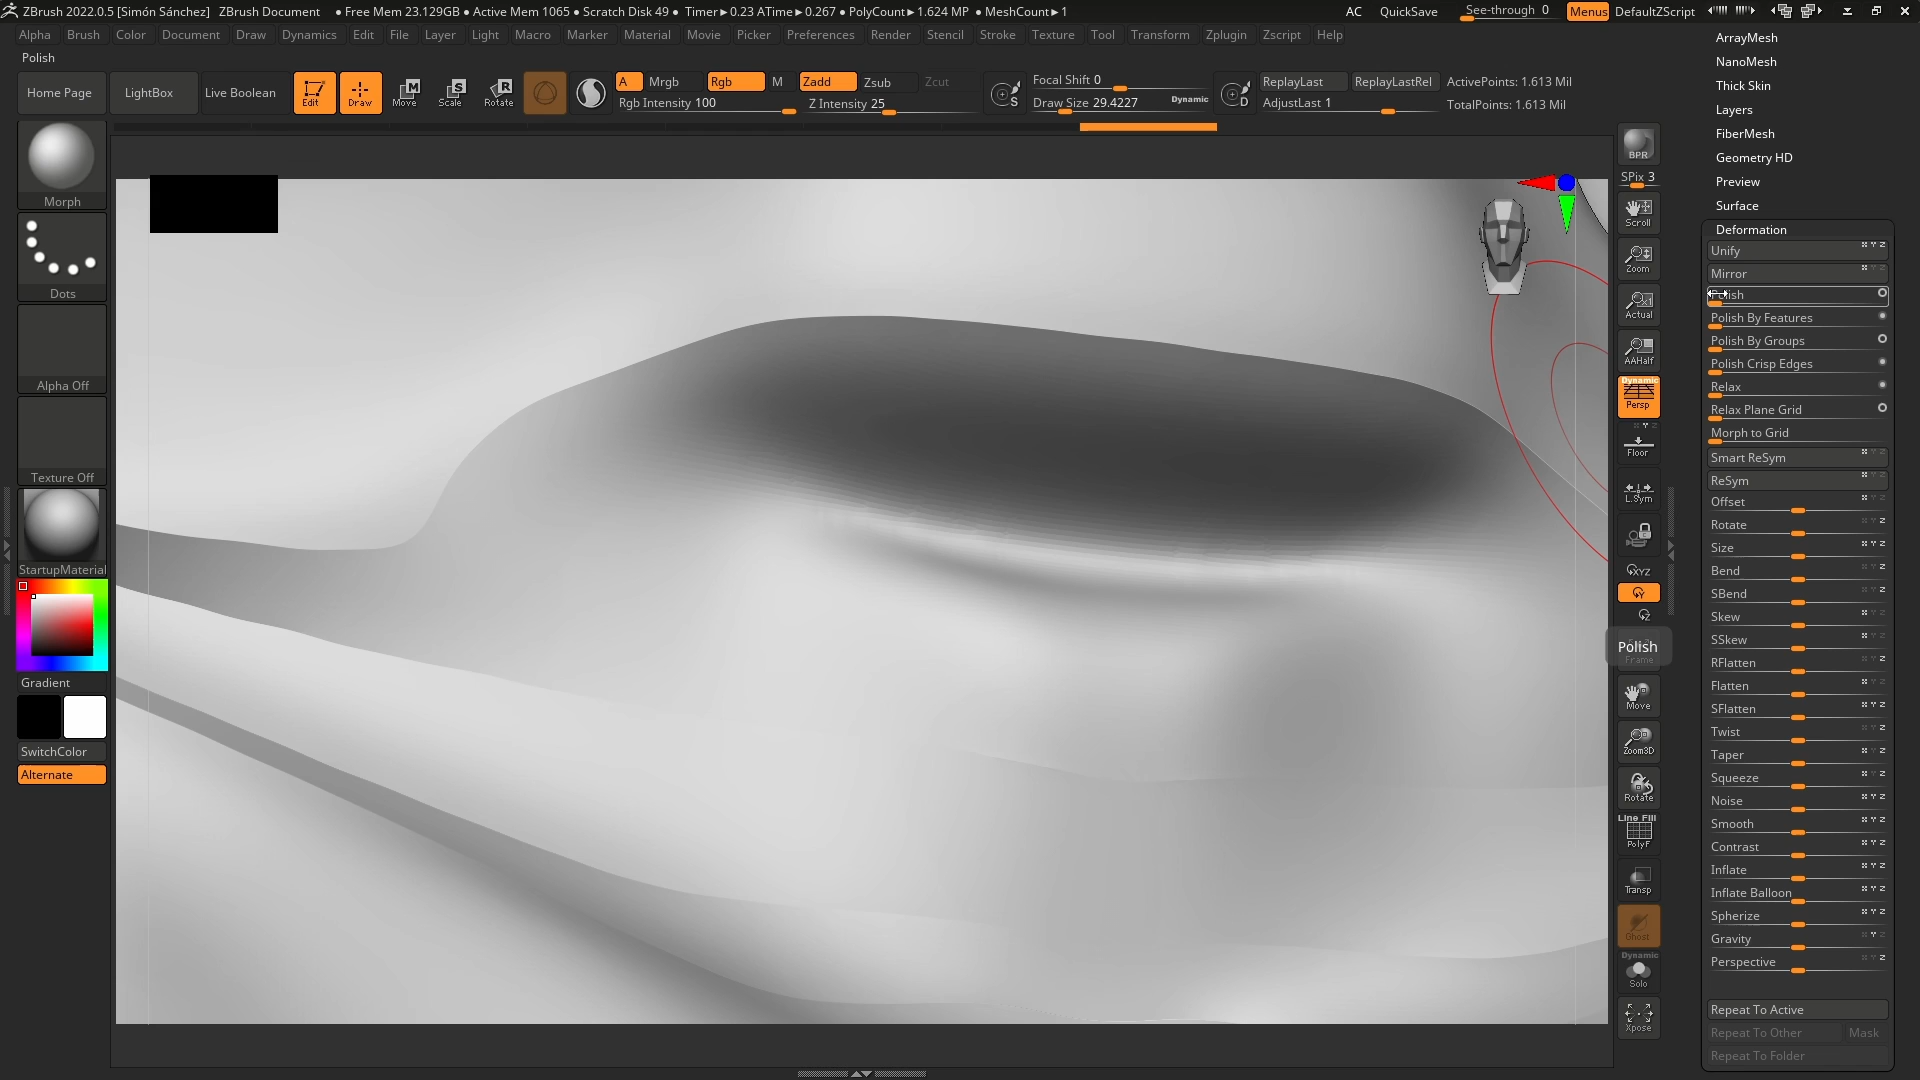 ZBrush 2022.0.5 [Simón Sánchez] ZBrush Document ● Free Mem 23.129GB ● Active Mem 1065 ● Scratch Disk 49 ● Timer►0.23 ATime►0.267 ● PolyCount►1.624 MP ● MeshCount►1 AC QuickSave See-through 0 Menus DefaultZScript
Alpha Brush Color Document Draw Dynamics Edit File Layer Light Macro Marker Material Movie Picker Preferences Render Stencil Stroke Texture Tool Transform Zplugin Zscript Help
Polish
Home Page LightBox Live Boolean Edit Draw Move Scale Rotate
A Mrgb Rgb M Zadd Zsub Zcut
Rgb Intensity 100 Z Intensity 25
Focal Shift 0
Draw Size 29.4227 Dynamic
ReplayLast ReplayLastRel ActivePoints: 1.613 Mil
AdjustLast 1 TotalPoints: 1.613 Mil
Morph
Dots
Alpha Off
Texture Off
StartupMaterial
Gradient
SwitchColor
Alternate
BPR
SPix 3
Scroll
Zoom
Actual
AAHalf
Dynamic
Persp
Floor
L.Sym
XYZ
Y
Z
Polish
Frame
Move
Zoom3D
Rotate
Line Fill
PolyF
Transp
Ghost
Dynamic
Solo
Xpose
ArrayMesh
NanoMesh
Thick Skin
Layers
FiberMesh
Geometry HD
Preview
Surface
Deformation
Unify
Mirror
Polish
Polish By Features
Polish By Groups
Polish Crisp Edges
Relax
Relax Plane Grid
Morph to Grid
Smart ReSym
ReSym
Offset
Rotate
Size
Bend
SBend
Skew
SSkew
RFlatten
Flatten
SFlatten
Twist
Taper
Squeeze
Noise
Smooth
Contrast
Inflate
Inflate Balloon
Spherize
Gravity
Perspective
Repeat To Active
Repeat To Other Mask
Repeat To Folder